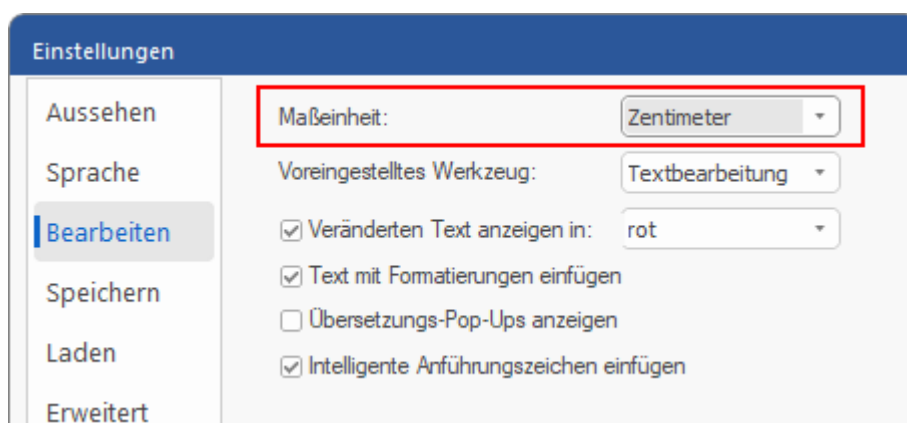 Einstellungen
Aussehen
Sprache
Bearbeiten
Speichern
Laden
Erweitert
Maßeinheit: Zentimeter
Voreingestelltes Werkzeug: Textbearbeitung
Veränderten Text anzeigen in: rot
Text mit Formatierungen einfügen
Übersetzungs-Pop-Ups anzeigen
Intelligente Anführungszeichen einfügen